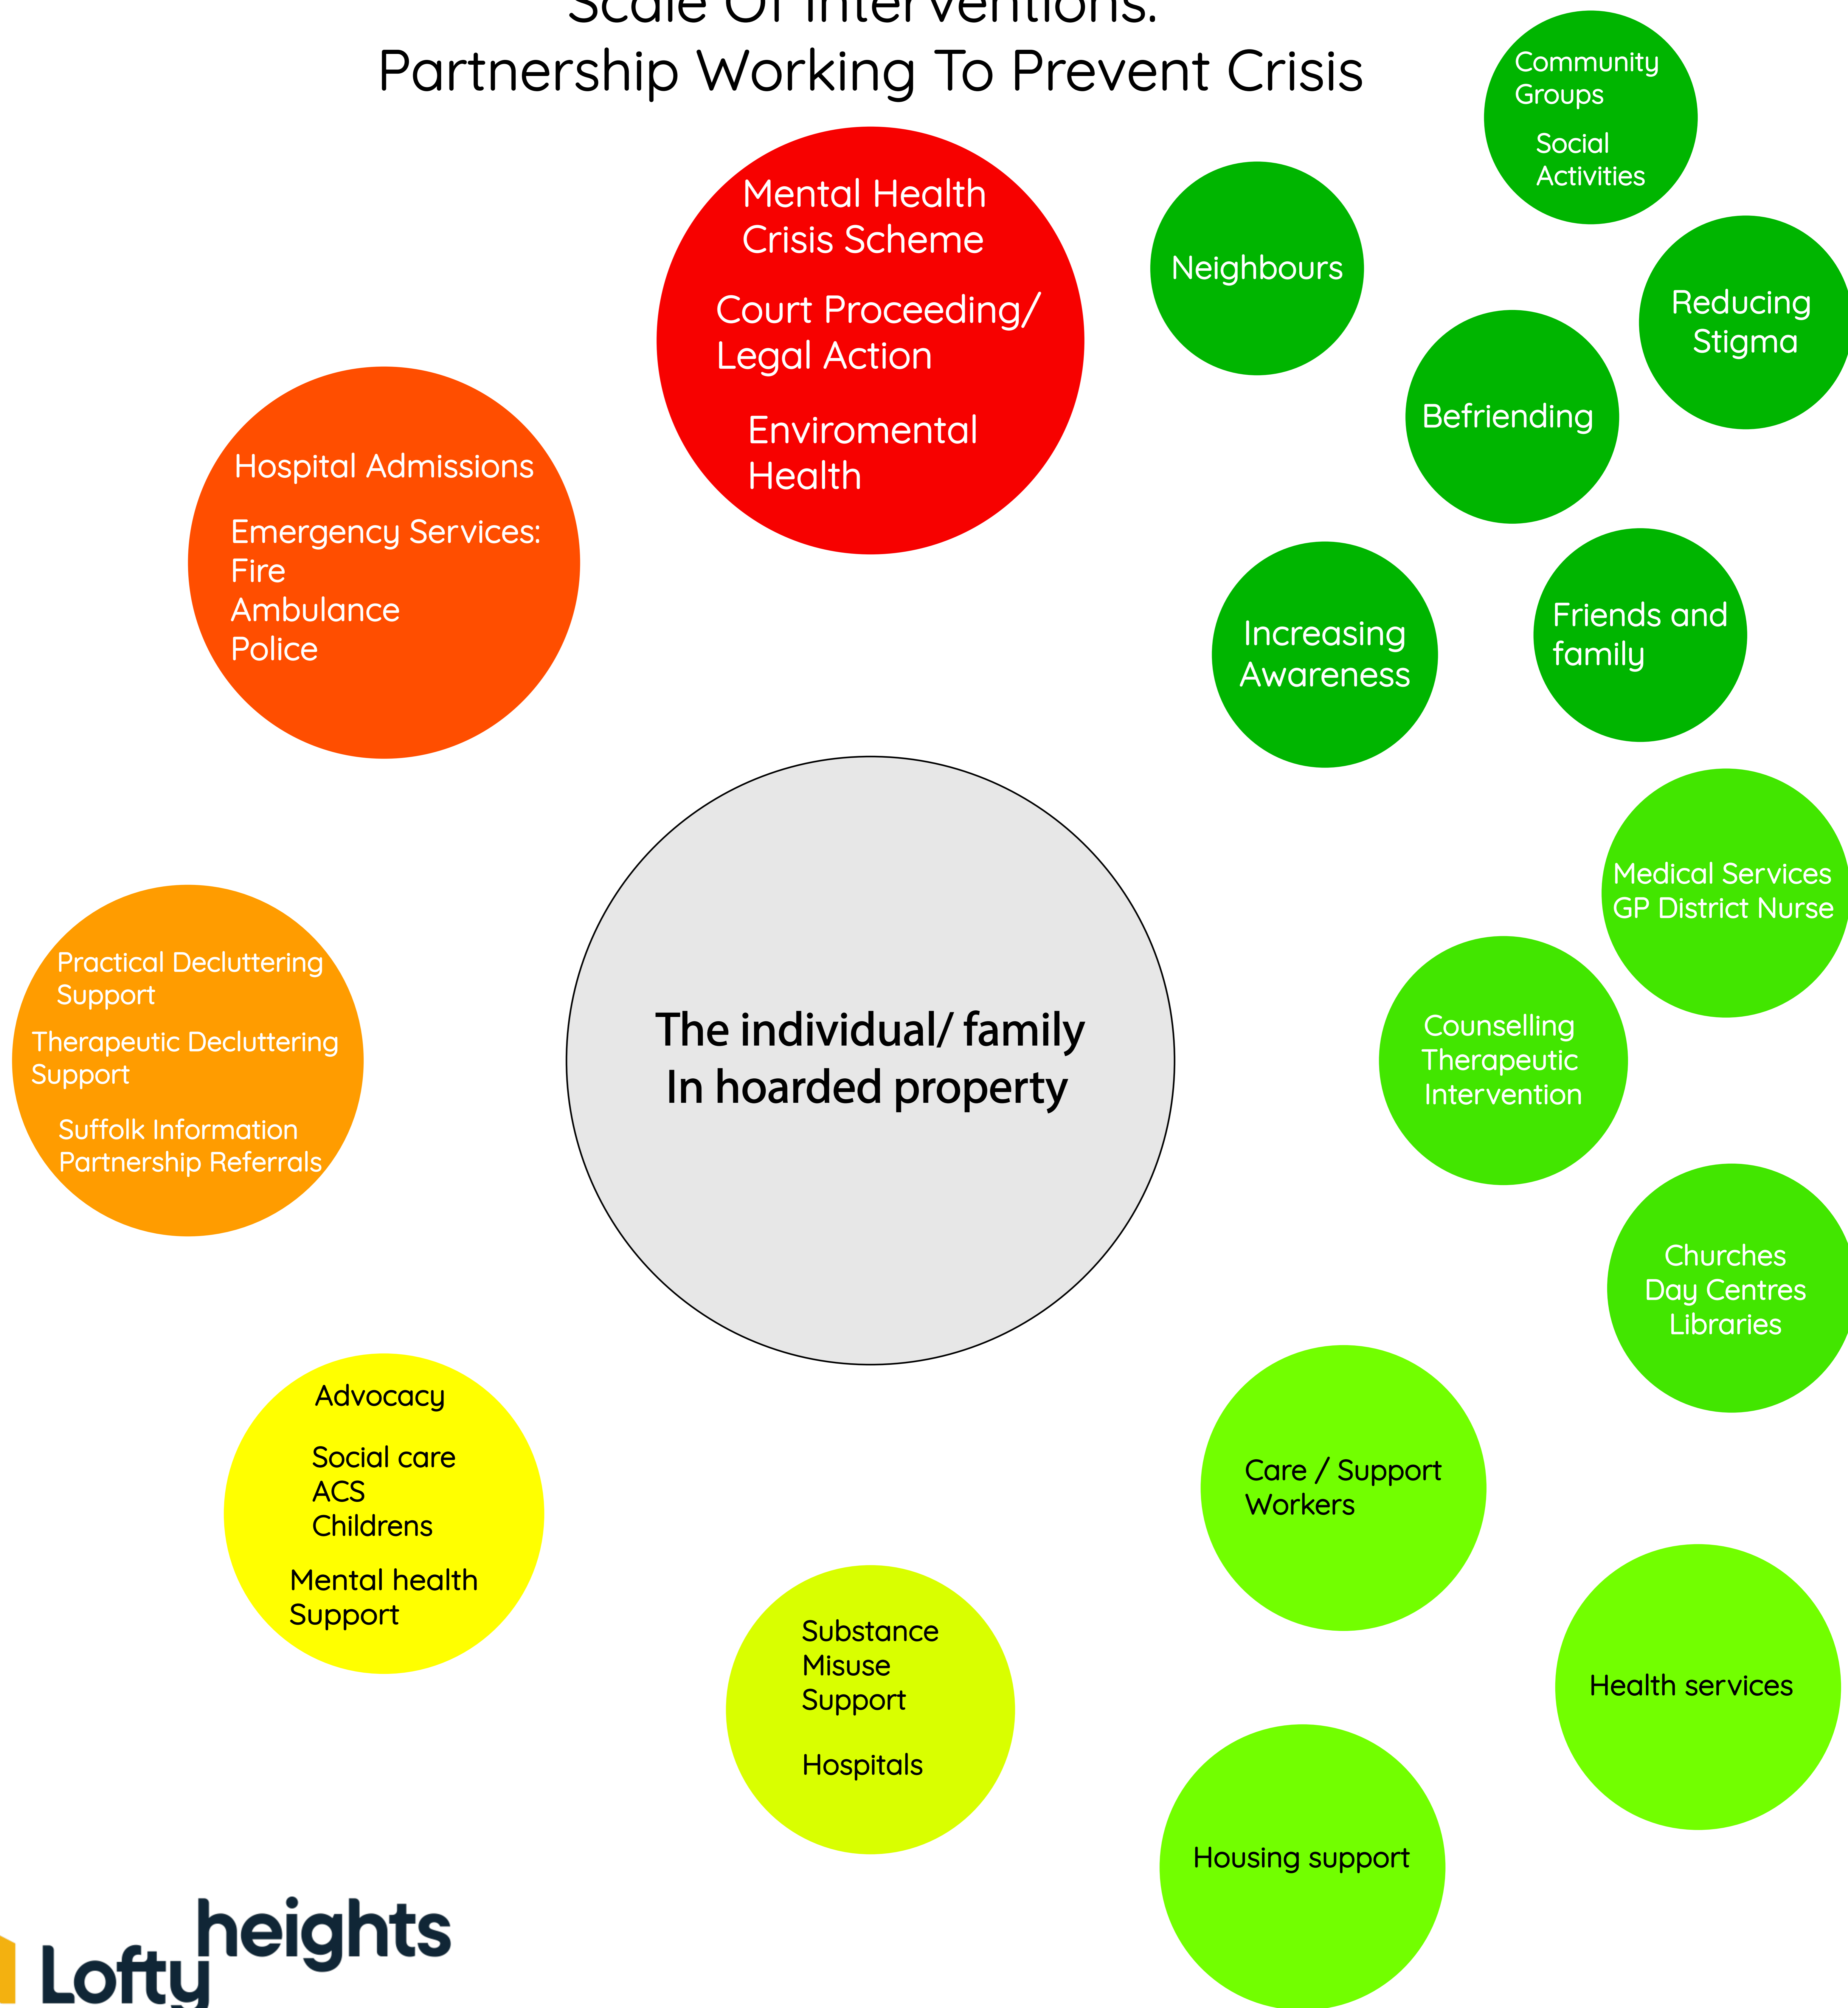 Scale Of Interventions:
Partnership Working To Prevent Crisis
Community
Groups
Social
Activities
Mental Health
Crisis Scheme
Court Proceeding/
Legal Action
Enviromental
Health
Neighbours
Reducing
Stigma
Befriending
Hospital Admissions
Emergency Services:
Fire
Ambulance
Police
Increasing
Awareness
Friends and
family
Medical Services
GP District Nurse
Practical Decluttering
Support
Therapeutic Decluttering
Support
Suffolk Information
Partnership Referrals
The individual/ family
In hoarded property
Counselling
Therapeutic
Intervention
Churches
Day Centres
Libraries
Advocacy
Social care
ACS
Childrens
Mental health
Support
Care / Support
Workers
Substance
Misuse
Support
Hospitals
Health services
Housing support
heights
Lofty